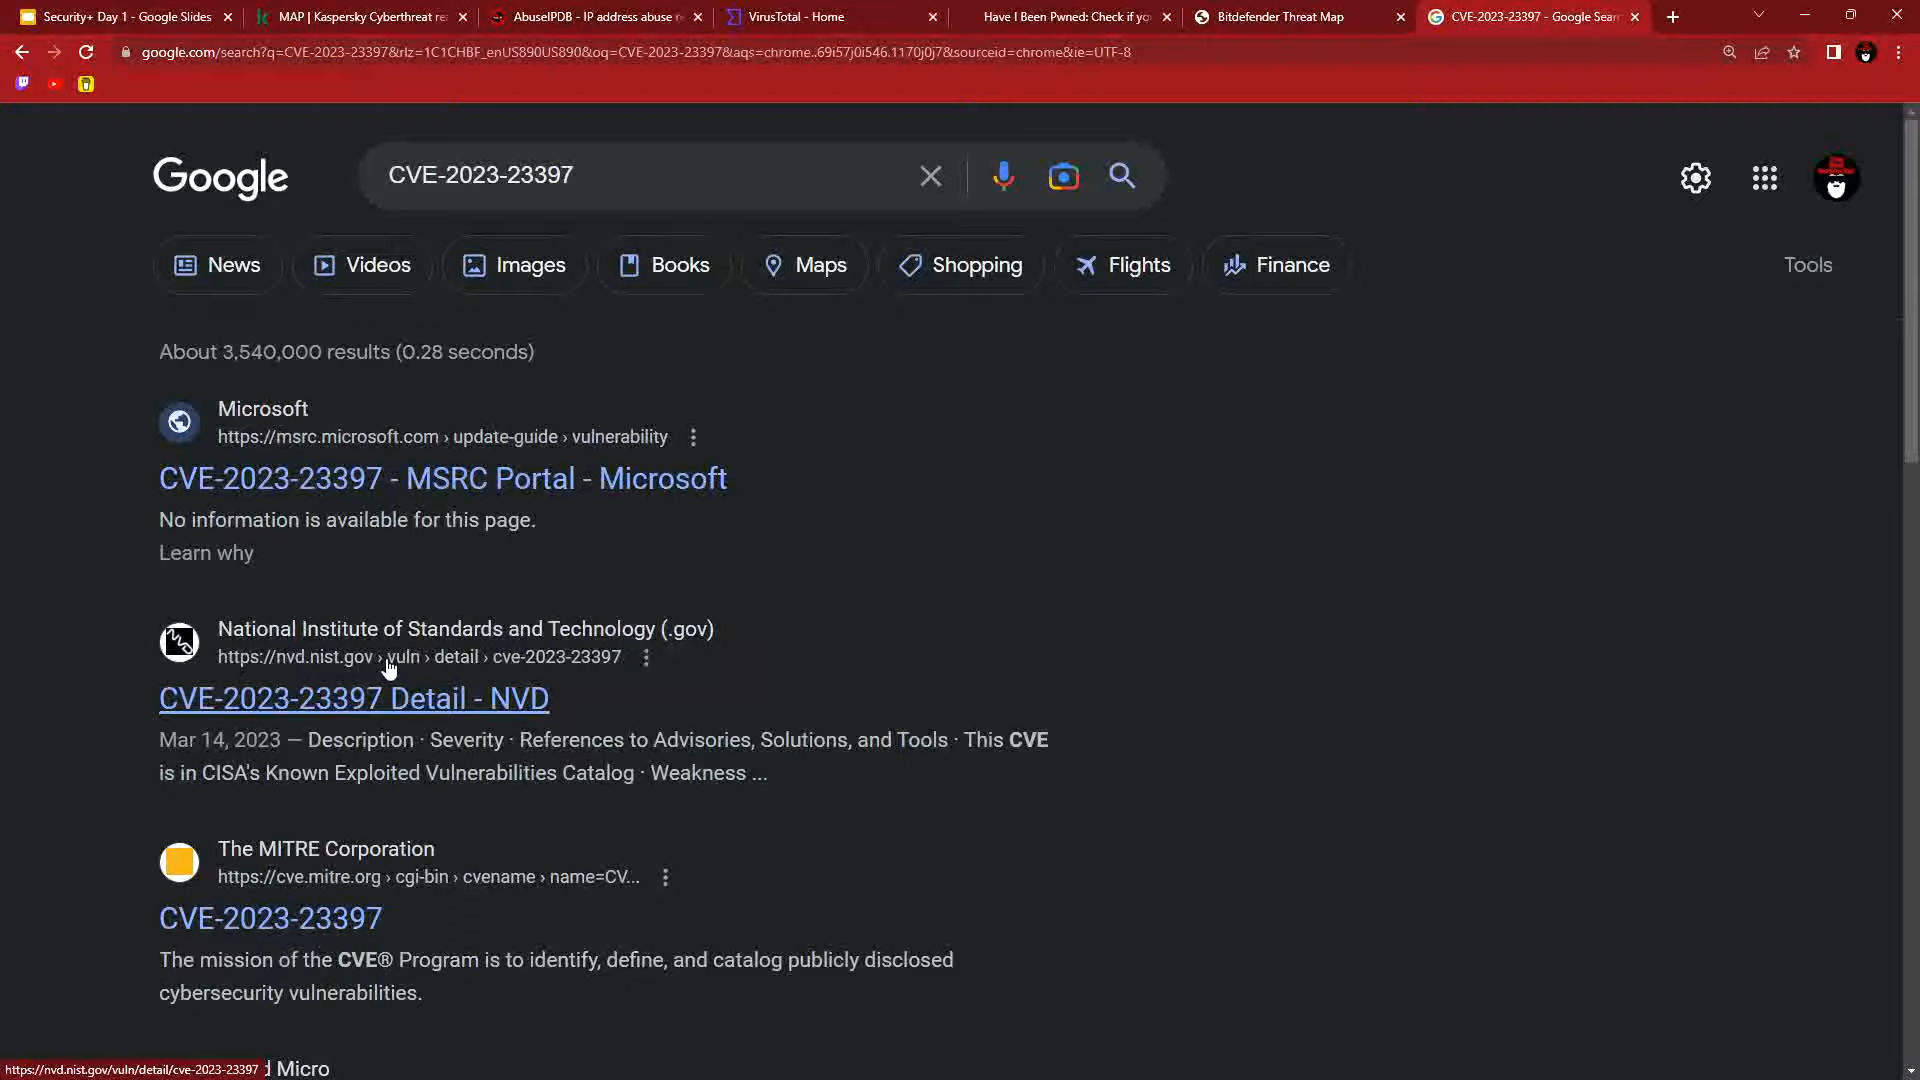 Security+ Day 1 - Google Slides
MAP | Kaspersky Cyberthreat re
AbuseIPDB - IP address abuse r
VirusTotal - Home
Have I Been Pwned: Check if yo
Bitdefender Threat Map
CVE-2023-23397 - Google Sear
google.com/search?q=CVE-2023-23397&rlz=1C1CHBF_enUS890US890&oq=CVE-2023-23397&aqs=chrome..69i57j0i546.1170j0j7&sourceid=chrome&ie=UTF-8
Google
CVE-2023-23397
News
Videos
Images
Books
Maps
Shopping
Flights
Finance
Tools
About 3,540,000 results (0.28 seconds)
Microsoft
https://msrc.microsoft.com › update-guide › vulnerability
CVE-2023-23397 - MSRC Portal - Microsoft
No information is available for this page.
Learn why
National Institute of Standards and Technology (.gov)
https://nvd.nist.gov › vuln › detail › cve-2023-23397
CVE-2023-23397 Detail - NVD
Mar 14, 2023 — Description · Severity · References to Advisories, Solutions, and Tools · This CVE
is in CISA's Known Exploited Vulnerabilities Catalog · Weakness ...
The MITRE Corporation
https://cve.mitre.org › cgi-bin › cvename › name=CV...
CVE-2023-23397
The mission of the CVE® Program is to identify, define, and catalog publicly disclosed
cybersecurity vulnerabilities.
https://nvd.nist.gov/vuln/detail/cve-2023-23397
d Micro